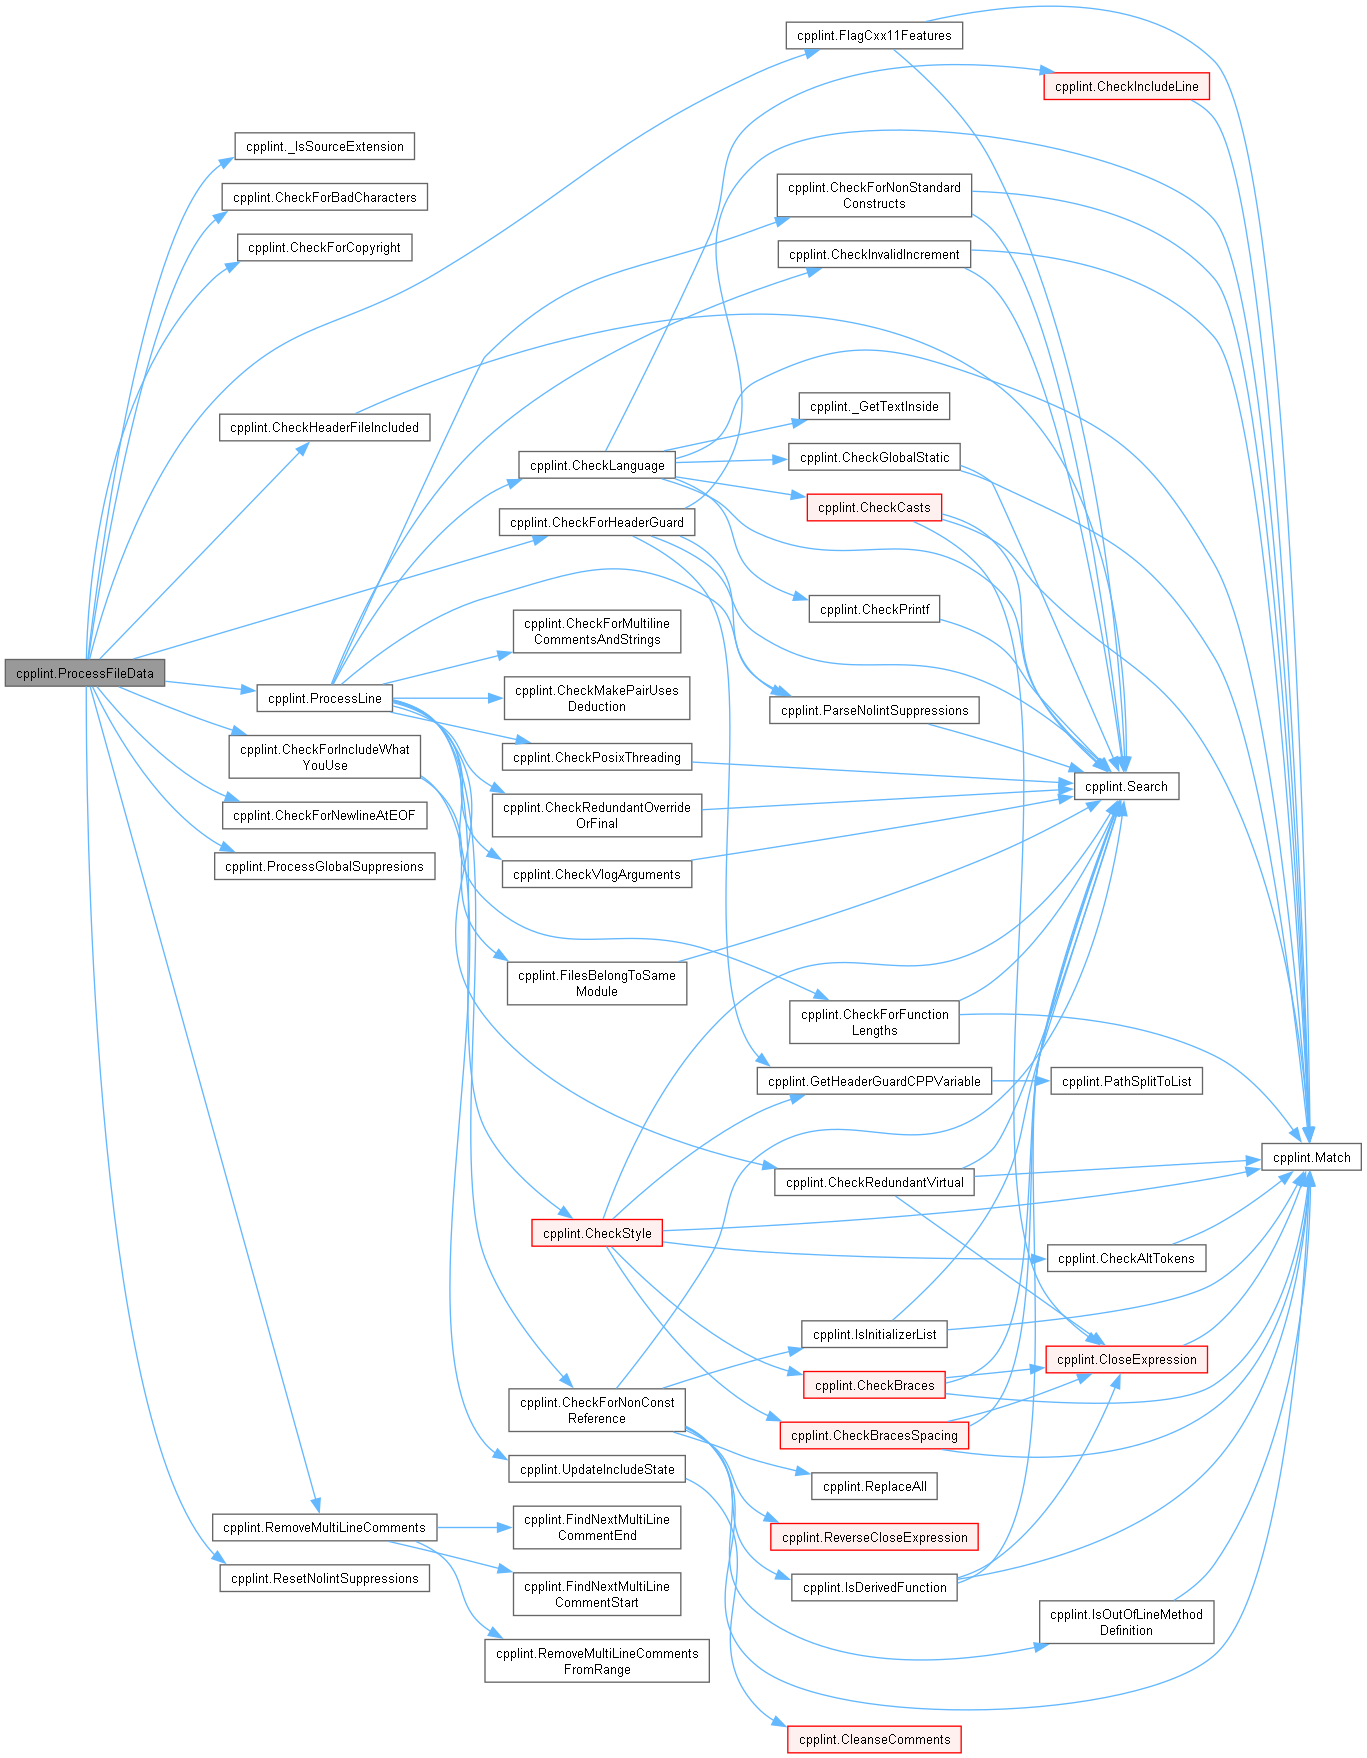 cpplint.FlagCxx11Features
cpplint.CheckIncludeLine
cpplint._IsSourceExtension
cpplint.CheckForBadCharacters
cpplint.CheckForNonStandard
Constructs
cpplint.CheckForCopyright
cpplint.CheckInvalidIncrement
cpplint._GetTextInside
cpplint.CheckHeaderFileIncluded
cpplint.CheckGlobalStatic
cpplint.CheckLanguage
cpplint.CheckCasts
cpplint.CheckForHeaderGuard
cpplint.CheckPrintf
cpplint.CheckForMultiline
CommentsAndStrings
cpplint.ProcessFileData
cpplint.ProcessLine
cpplint.CheckMakePairUses
Deduction
cpplint.ParseNolintSuppressions
cpplint.CheckForIncludeWhat
YouUse
cpplint.CheckPosixThreading
cpplint.Search
cpplint.CheckForNewlineAtEOF
cpplint.CheckRedundantOverride
OrFinal
cpplint.ProcessGlobalSuppresions
cpplint.CheckVlogArguments
cpplint.FilesBelongToSame
Module
cpplint.CheckForFunction
Lengths
cpplint.GetHeaderGuardCPPVariable
cpplint.PathSplitToList
cpplint.Match
cpplint.CheckRedundantVirtual
cpplint.CheckStyle
cpplint.CheckAltTokens
cpplint.IsInitializerList
cpplint.CloseExpression
cpplint.CheckBraces
cpplint.CheckForNonConst
Reference
cpplint.CheckBracesSpacing
cpplint.UpdateIncludeState
cpplint.ReplaceAll
cpplint.RemoveMultiLineComments
cpplint.FindNextMultiLine
CommentEnd
cpplint.ReverseCloseExpression
cpplint.ResetNolintSuppressions
cpplint.FindNextMultiLine
CommentStart
cpplint.IsDerivedFunction
cpplint.IsOutOfLineMethod
Definition
cpplint.RemoveMultiLineComments
FromRange
cpplint.CleanseComments